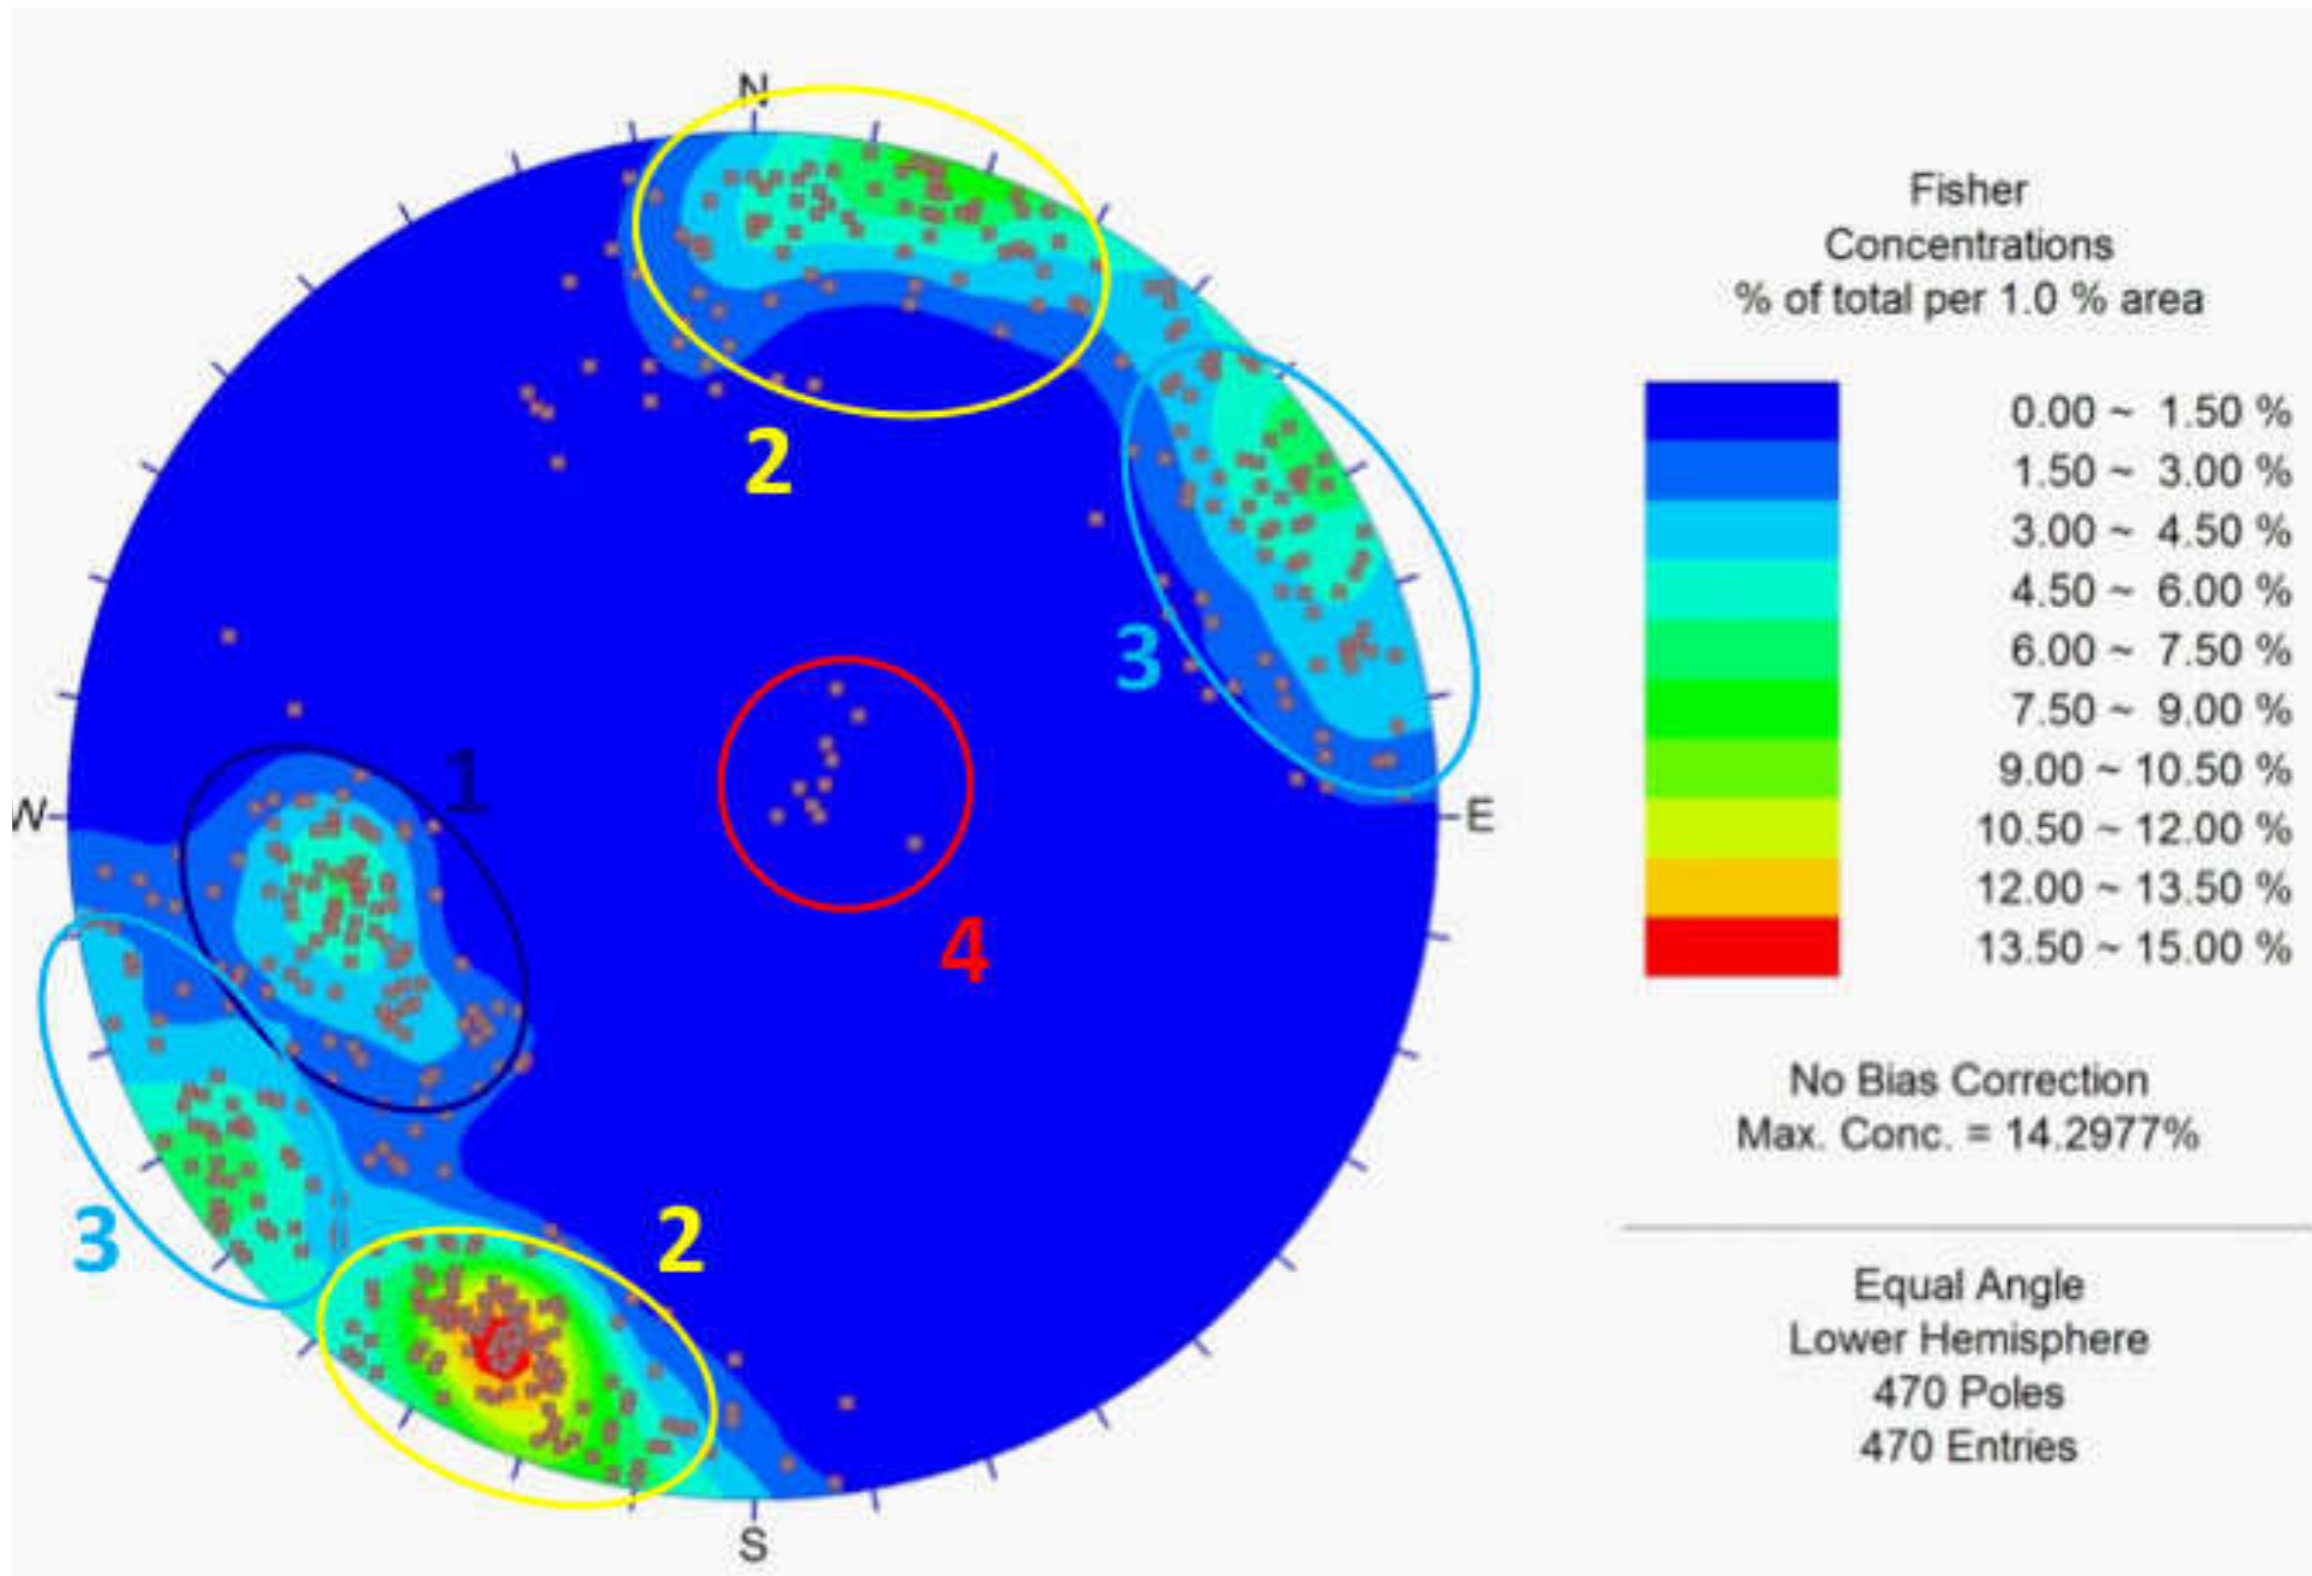 N
2
3
1
W
E
4
3
2
S
Fisher
Concentrations
% of total per 1.0 % area
0.00 ~ 1.50 %
1.50 ~ 3.00 %
3.00 ~ 4.50 %
4.50 ~ 6.00 %
6.00 ~ 7.50 %
7.50 ~ 9.00 %
9.00 ~ 10.50 %
10.50 ~ 12.00 %
12.00 ~ 13.50 %
13.50 ~ 15.00 %
No Bias Correction
Max. Conc. = 14.2977%
Equal Angle
Lower Hemisphere
470 Poles
470 Entries